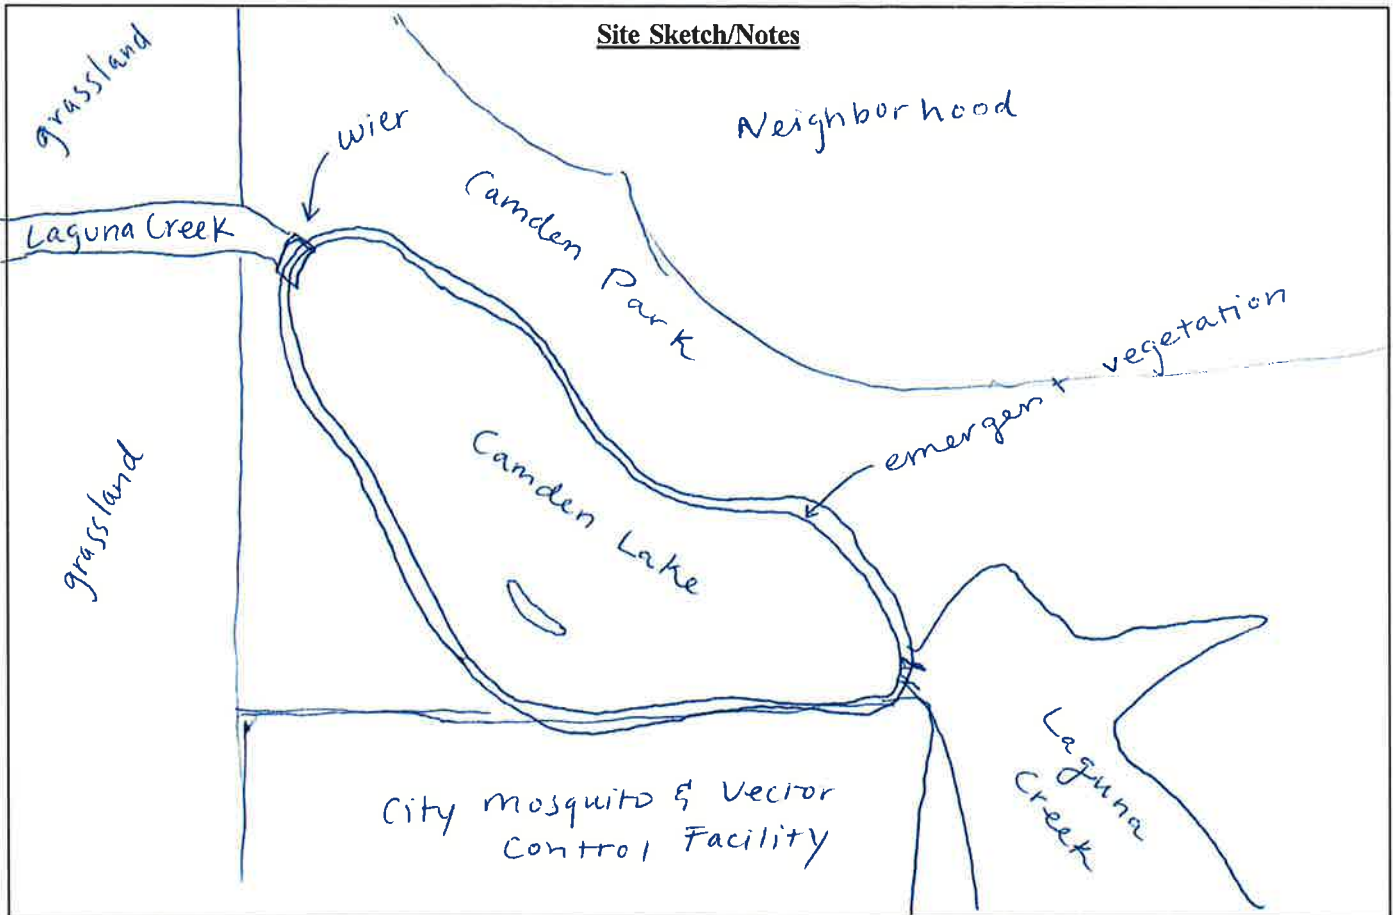 Site Sketch/Notes
grassland
wier
Neighborhood
Camden Park
Laguna Creek
emergent vegetation
Camden Lake
grassland
Laguna
Creek
City Mosquito & Vector
Control Facility